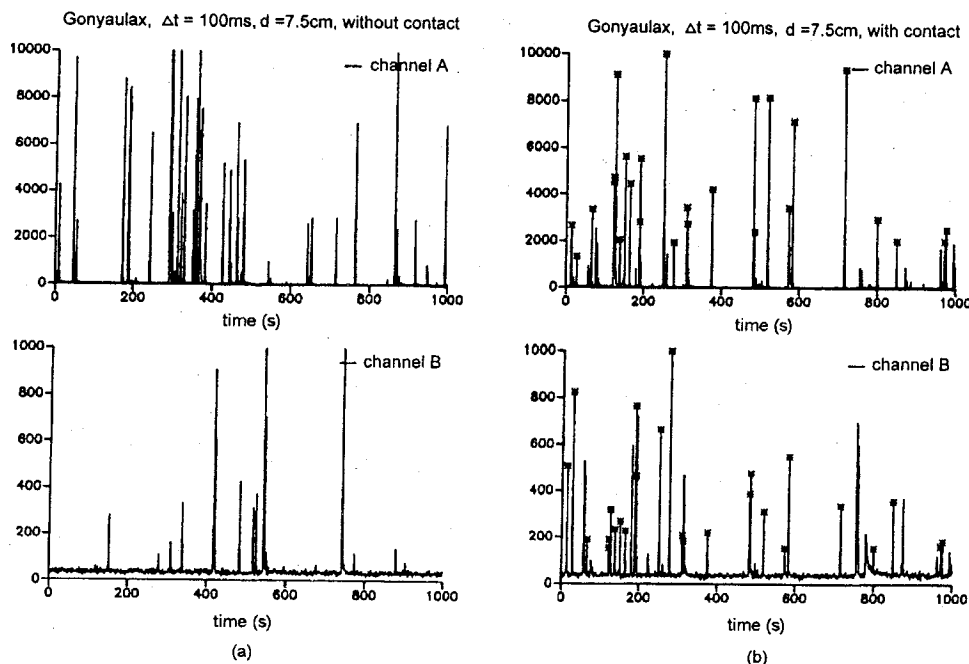 Gonyaulax, Δt = 100ms, d =7.5cm, without contact
10000
8000
6000
4000
2000
0
channel A
0 200 400 600 800 1000
time (s)
1000
800
600
400
200
0
channel B
0 200 400 600 800 1000
time (s)
(a)
Gonyaulax, Δt = 100ms, d =7.5cm, with contact
10000
8000
6000
4000
2000
0
channel A
0 200 400 600 800 1000
time (s)
1000
800
600
400
200
0
channel B
0 200 400 600 800 1000
time (s)
(b)